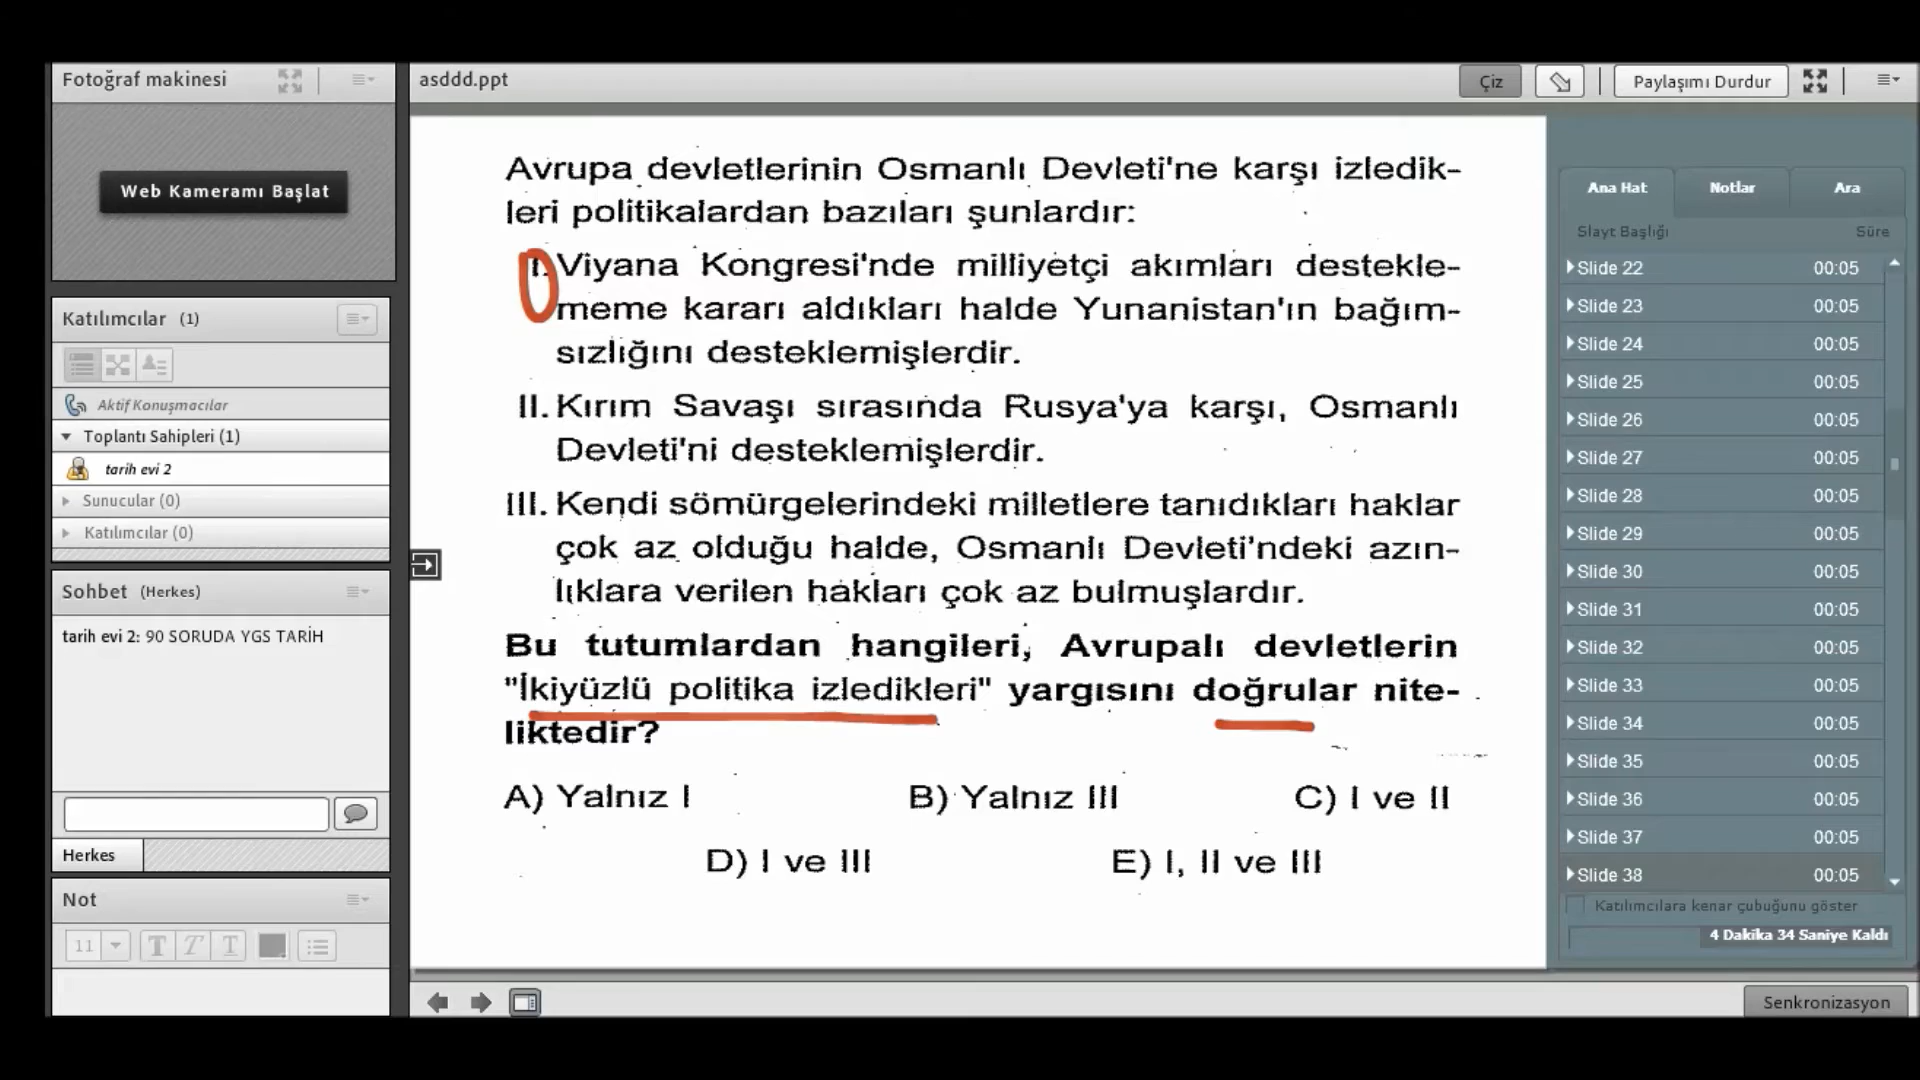 Fotoğraf makinesi
Web Kameramı Başlat
Katılımcılar (1)
Aktif Konuşmacılar
Toplantı Sahipleri (1)
tarih evi 2
Sunucular (0)
Katılımcılar (0)
Sohbet (Herkes)
tarih evi 2: 90 SORUDA YGS TARİH
Herkes
Not
11
asddd.ppt
Çiz
Paylaşımı Durdur
Avrupa devletlerinin Osmanlı Devleti'ne karşı izledik-
leri politikalardan bazıları şunlardır:
I. Viyana Kongresi'nde milliyetçi akımları destekle-
meme kararı aldıkları halde Yunanistan'ın bağım-
sızlığını desteklemişlerdir.
II. Kırım Savaşı sırasında Rusya'ya karşı, Osmanlı
Devleti'ni desteklemişlerdir.
III. Kendi sömürgelerindeki milletlere tanıdıkları haklar
çok az olduğu halde, Osmanlı Devleti'ndeki azın-
lıklara verilen hakları çok az bulmuşlardır.
Bu tutumlardan hangileri, Avrupalı devletlerin
"İkiyüzlü politika izledikleri" yargısını doğrular nite-
liktedir?
A) Yalnız I B) Yalnız III C) I ve II
D) I ve III E) I, II ve III
Ana Hat Notlar Ara
Slayt Başlığı Süre
Slide 22 00:05
Slide 23 00:05
Slide 24 00:05
Slide 25 00:05
Slide 26 00:05
Slide 27 00:05
Slide 28 00:05
Slide 29 00:05
Slide 30 00:05
Slide 31 00:05
Slide 32 00:05
Slide 33 00:05
Slide 34 00:05
Slide 35 00:05
Slide 36 00:05
Slide 37 00:05
Slide 38 00:05
Katılımcılara kenar çubuğunu göster
4 Dakika 34 Saniye Kaldı
Senkronizasyon